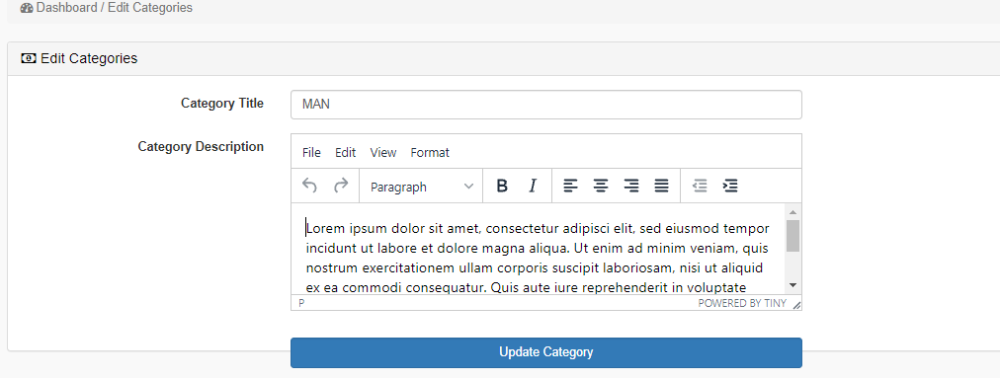 Dashboard / Edit Categories
Edit Categories
Category Title
MAN
Category Description
File Edit View Format
Paragraph B I
Lorem ipsum dolor sit amet, consectetur adipisci elit, sed eiusmod tempor
incidunt ut labore et dolore magna aliqua. Ut enim ad minim veniam, quis
nostrum exercitationem ullam corporis suscipit laboriosam, nisi ut aliquid
ex ea commodi consequatur. Quis aute iure reprehenderit in voluptate
P POWERED BY TINY
Update Category